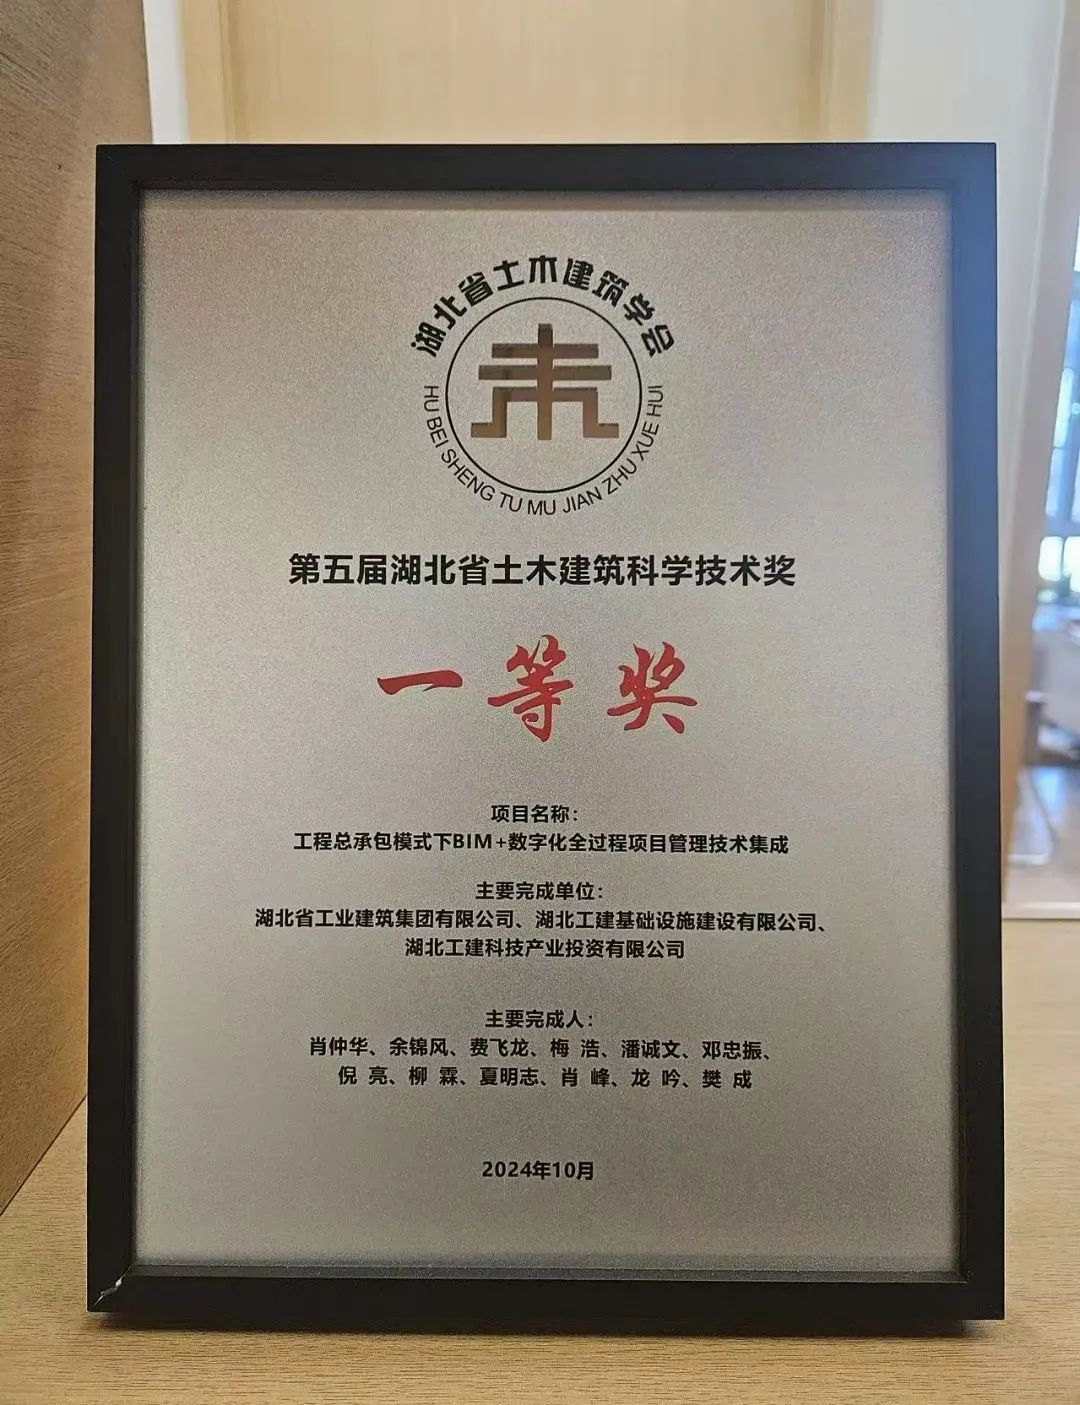 湖北省土木建筑学会
HU BEI SHENG TU MU JIAN ZHU XUE HUI
第五届湖北省土木建筑科学技术奖
一等奖
项目名称：
工程总承包模式下BIM+数字化全过程项目管理技术集成
主要完成单位：
湖北省工业建筑集团有限公司、湖北工建基础设施建设有限公司、
湖北工建科技产业投资有限公司
主要完成人：
肖仲华、余锦风、费飞龙、梅 浩、潘诚文、邓忠振、
倪 亮、柳 霖、夏明志、肖 峰、龙 吟、樊 成
2024年10月